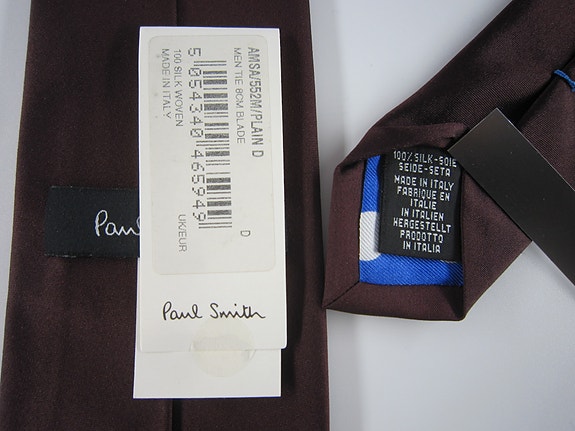 AMSA/552M/PLAIN D
MEN TIE 8CM BLADE
D
5 054340 465949
100 SILK WOVEN
MADE IN ITALY
UK/EUR
Paul Smith
Paul
100% SILK-SOIE
SEIDE-SETA
MADE IN ITALY
FABRIQUE EN
ITALIE
IN ITALIEN
HERGESTELLT
PRODOTTO
IN ITALIA